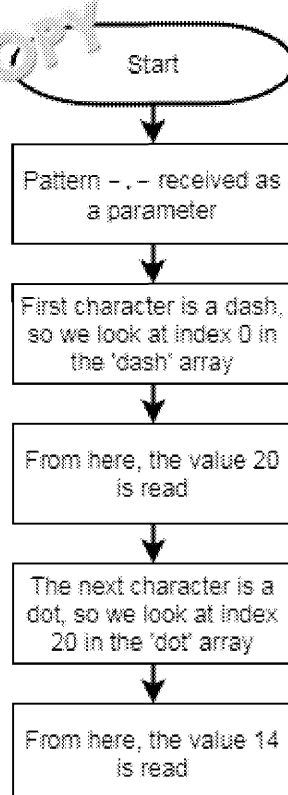 Start
Pattern -.- received as
a parameter
First character is a dash,
so we look at index 0 in
the 'dash' array
From here, the value 20
is read
The next character is a
dot, so we look at index
20 in the 'dot' array
From here, the value 14
is read